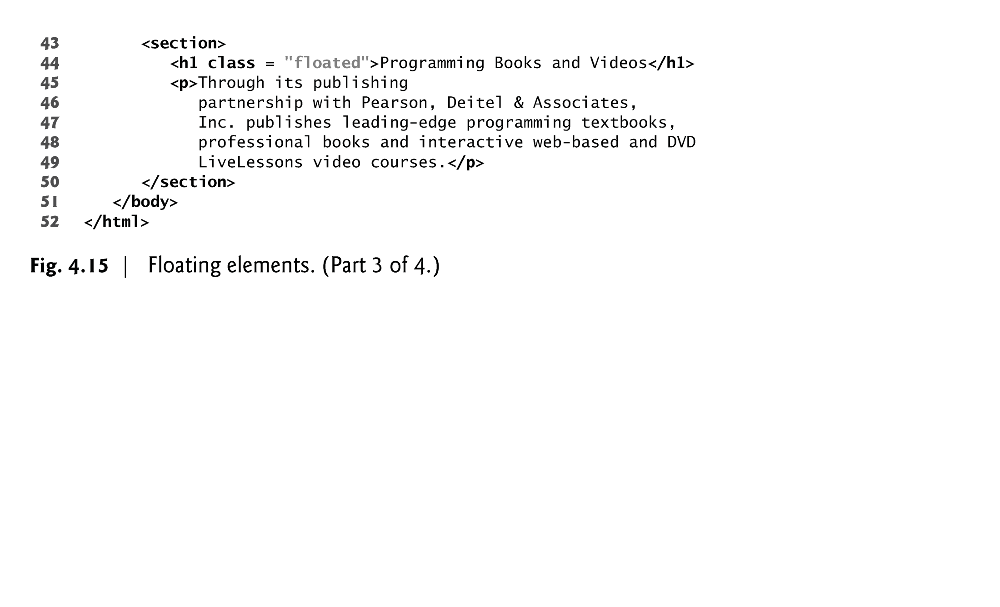 43 <section>
44 <h1 class = "floated">Programming Books and Videos</h1>
45 <p>Through its publishing
46 partnership with Pearson, Deitel & Associates,
47 Inc. publishes leading-edge programming textbooks,
48 professional books and interactive web-based and DVD
49 LiveLessons video courses.</p>
50 </section>
51 </body>
52 </html>
Fig. 4.15 | Floating elements. (Part 3 of 4.)